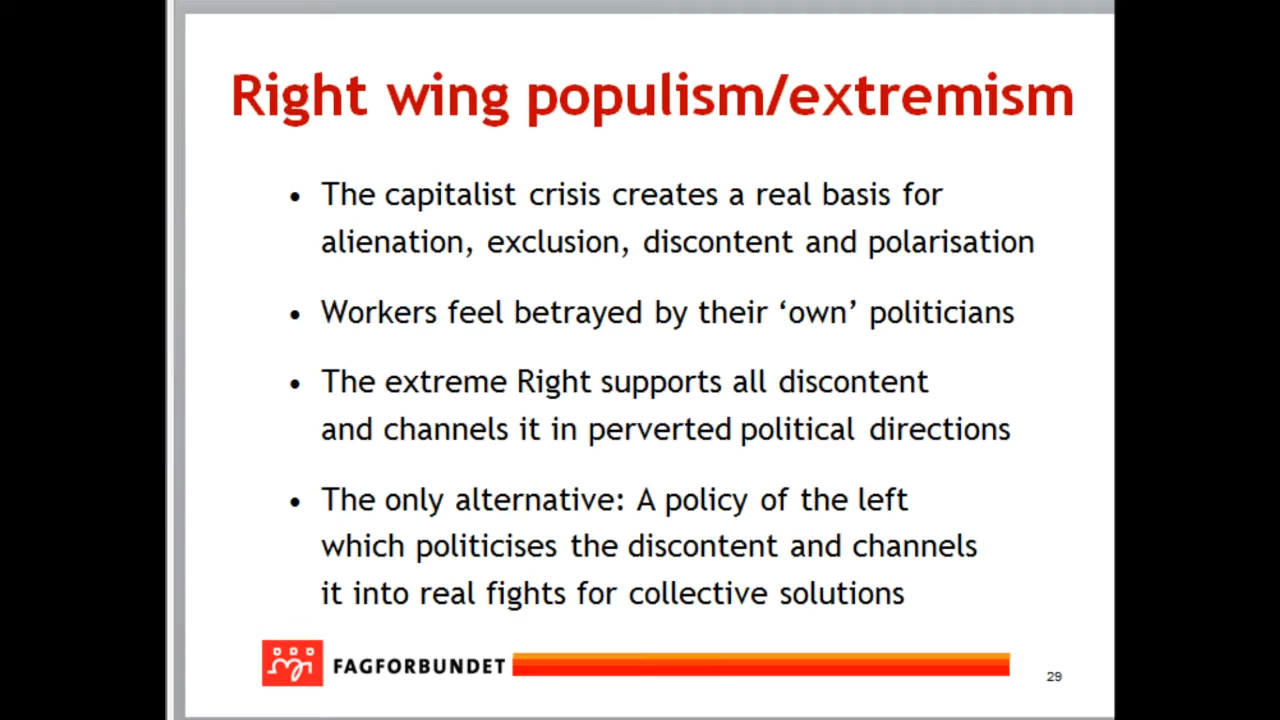 Right wing populism/extremism
• The capitalist crisis creates a real basis for
alienation, exclusion, discontent and polarisation
• Workers feel betrayed by their ‘own’ politicians
• The extreme Right supports all discontent
and channels it in perverted political directions
• The only alternative: A policy of the left
which politicises the discontent and channels
it into real fights for collective solutions
FAGFORBUNDET
29